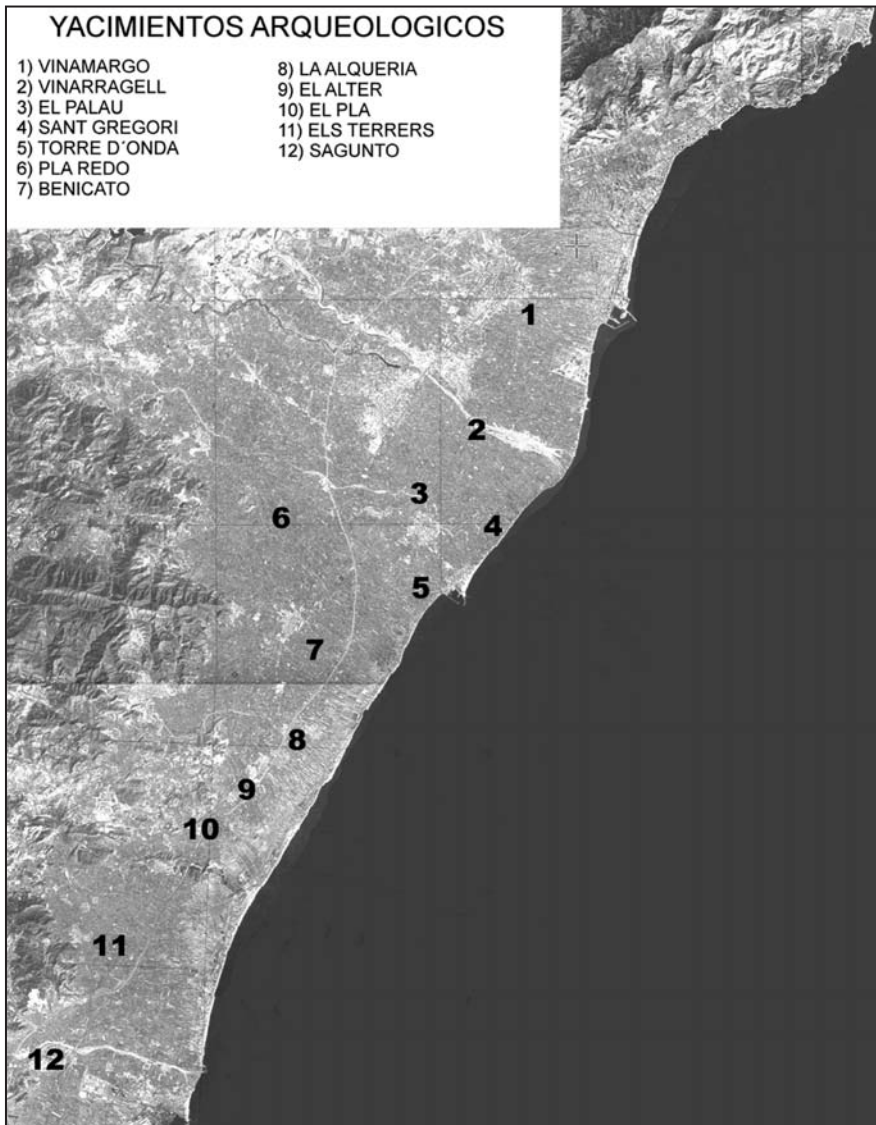 YACIMIENTOS ARQUEOLOGICOS
1) VINAMARGO
2) VINARRAGELL
3) EL PALAU
4) SANT GREGORI
5) TORRE D´ONDA
6) PLA REDO
7) BENICATO
8) LA ALQUERIA
9) EL ALTER
10) EL PLA
11) ELS TERRERS
12) SAGUNTO
1
2
3
4
6
5
7
8
9
10
11
12